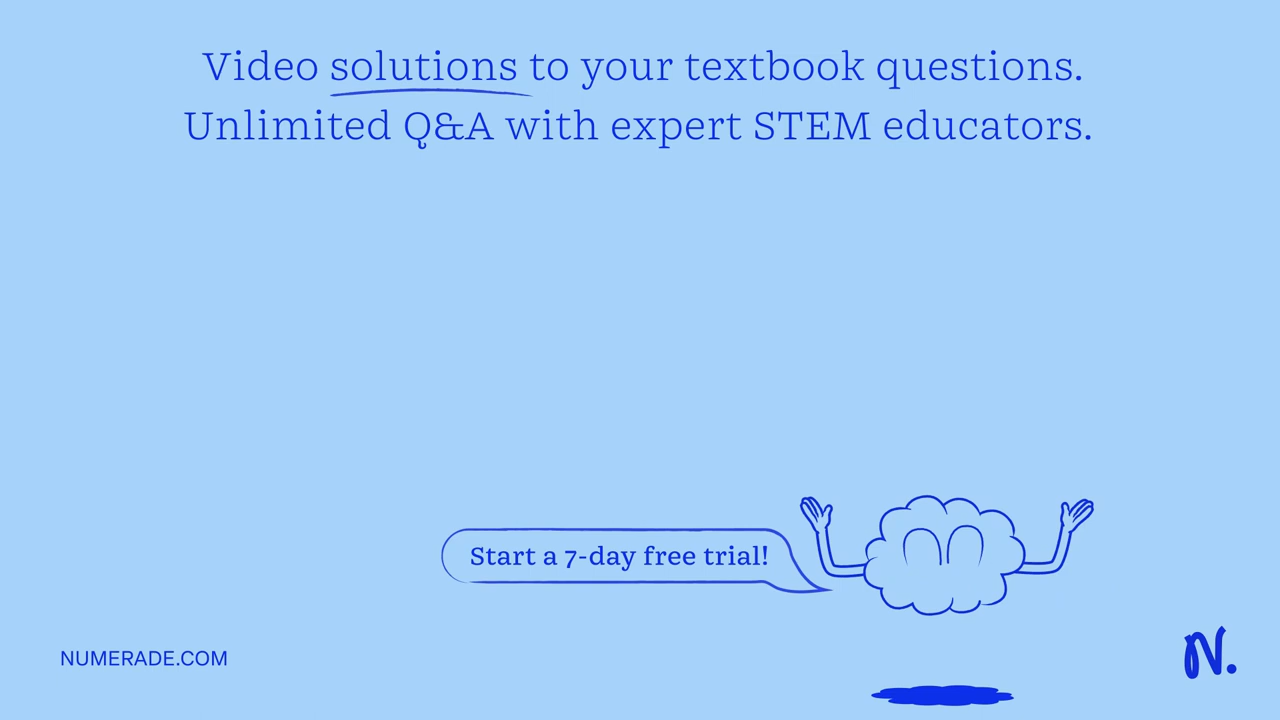 Video solutions to your textbook questions.
Unlimited Q&A with expert STEM educators.
Start a 7-day free trial!
NUMERADE.COM
N.